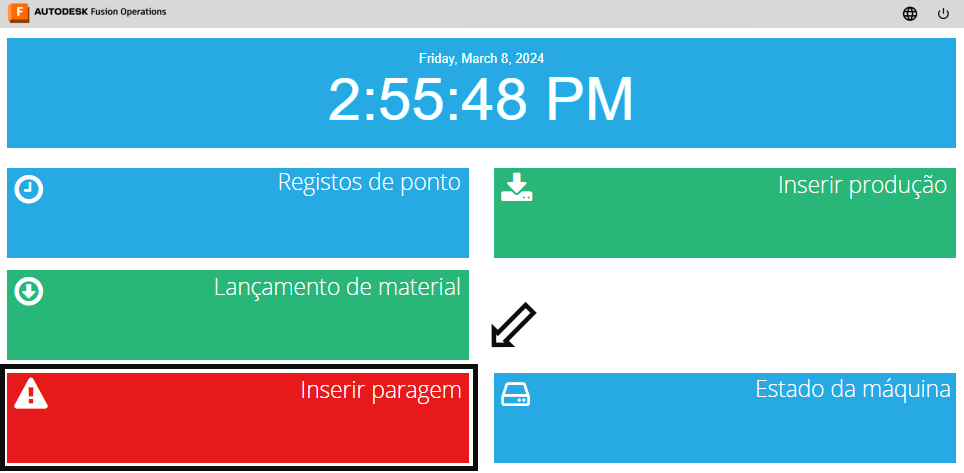 AUTODESK Fusion Operations
Friday, March 8, 2024
2:55:48 PM
Registos de ponto
Inserir produção
Lançamento de material
Inserir paragem
Estado da máquina